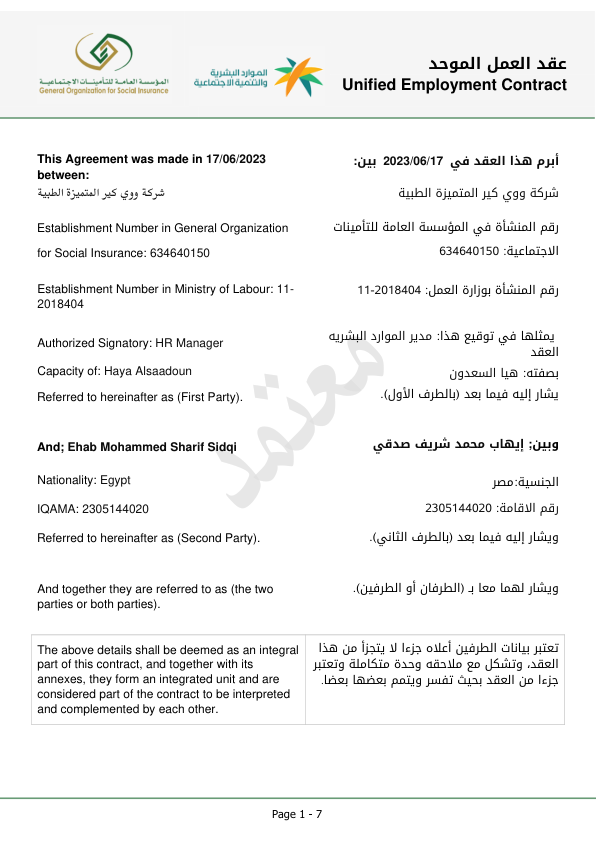 المؤسسة العامة للتأمينات الاجتماعية
General Organization for Social Insurance
الموارد البشرية
والتنمية الاجتماعية
عقد العمل الموحد
Unified Employment Contract
This Agreement was made in 17/06/2023
between:
شركة ووي كير المتميزة الطبية
Establishment Number in General Organization
for Social Insurance: 634640150
Establishment Number in Ministry of Labour: 11-
2018404
Authorized Signatory: HR Manager
Capacity of: Haya Alsaadoun
Referred to hereinafter as (First Party).
And; Ehab Mohammed Sharif Sidqi
Nationality: Egypt
IQAMA: 2305144020
Referred to hereinafter as (Second Party).
And together they are referred to as (the two
parties or both parties).
أبرم هذا العقد في 2023/06/17 بين:
شركة ووي كير المتميزة الطبية
رقم المنشأة في المؤسسة العامة للتأمينات
الاجتماعية: 634640150
رقم المنشأة بوزارة العمل: 2018404-11
يمثلها في توقيع هذا: مدير الموارد البشريه
العقد
بصفته: هيا السعدون
يشار إليه فيما بعد (بالطرف الأول).
وبين; إيهاب محمد شريف صدقي
الجنسية:مصر
رقم الاقامة: 2305144020
ويشار إليه فيما بعد (بالطرف الثاني).
ويشار لهما معا بـ (الطرفان أو الطرفين).
معتمد
The above details shall be deemed as an integral
part of this contract, and together with its
annexes, they form an integrated unit and are
considered part of the contract to be interpreted
and complemented by each other.
تعتبر بيانات الطرفين أعلاه جزءا لا يتجزأ من هذا
العقد، وتشكل مع ملاحقه وحدة متكاملة وتعتبر
جزءا من العقد بحيث تفسر ويتمم بعضها بعضا.
Page 1 - 7